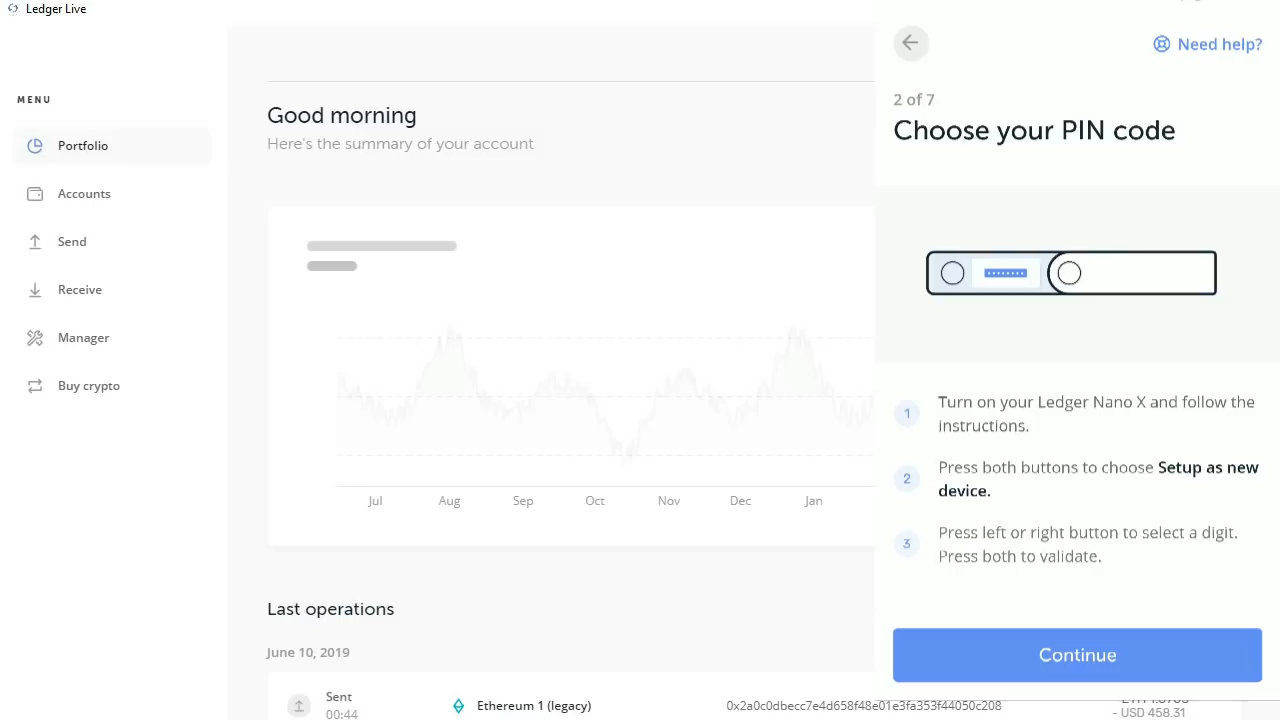 Ledger Live
MENU
Portfolio
Accounts
Send
Receive
Manager
Buy crypto
Good morning
Here's the summary of your account
Jul Aug Sep Oct Nov Dec Jan
Last operations
June 10, 2019
Sent
00:44
Ethereum 1 (legacy)
0x2a0c0dbecc7e4d658f48e01e3fa353f44050c208
- USD 458.31
Need help?
2 of 7
Choose your PIN code
1
Turn on your Ledger Nano X and follow the
instructions.
2
Press both buttons to choose Setup as new
device.
3
Press left or right button to select a digit.
Press both to validate.
Continue